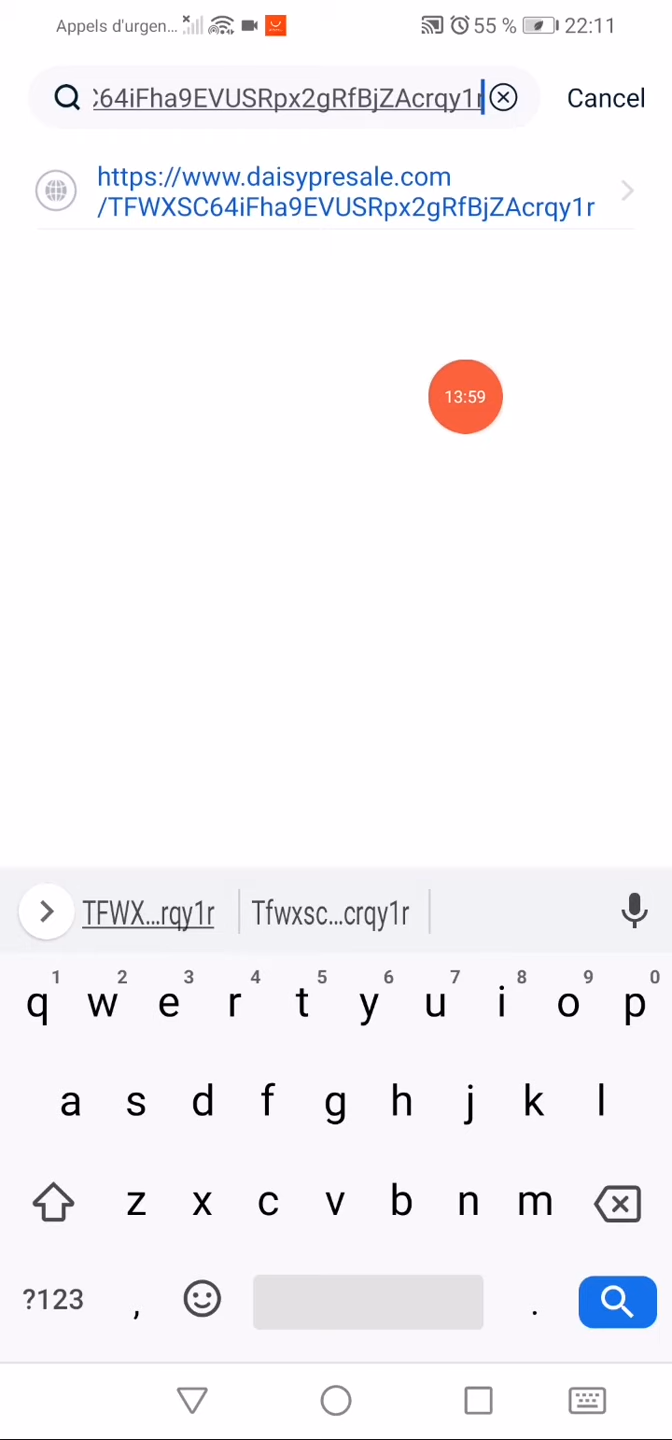 Appels d'urgen... 55 % 22:11
C64iFha9EVUSRpx2gRfBjZAcrqy1r Cancel
https://www.daisypresale.com
/TFWXSC64iFha9EVUSRpx2gRfBjZAcrqy1r
13:59
TFWX...rqy1r Tfwxsc...crqy1r
1 2 3 4 5 6 7 8 9 0
q w e r t y u i o p
a s d f g h j k l
z x c v b n m
?123 , .